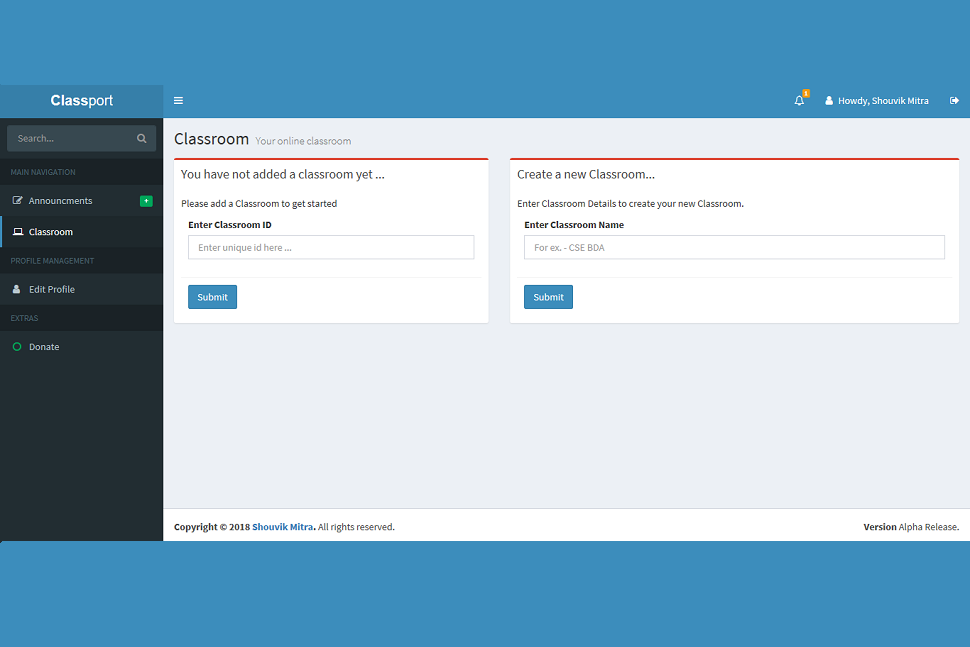 Classport
1
Howdy, Shouvik Mitra
Search...
MAIN NAVIGATION
Announcments
+
Classroom
PROFILE MANAGEMENT
Edit Profile
EXTRAS
Donate
Classroom Your online classroom
You have not added a classroom yet ...
Please add a Classroom to get started
Enter Classroom ID
Enter unique id here ...
Submit
Create a new Classroom...
Enter Classroom Details to create your new Classroom.
Enter Classroom Name
For ex. - CSE BDA
Submit
Copyright © 2018 Shouvik Mitra. All rights reserved.
Version Alpha Release.